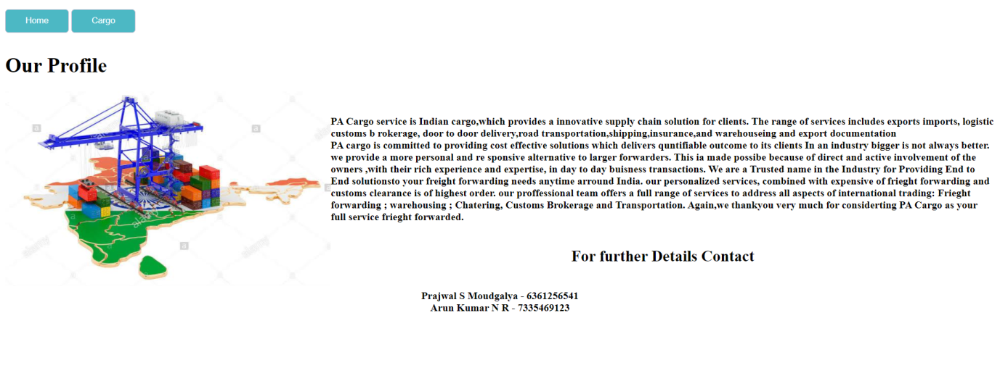 Home Cargo
Our Profile
PA Cargo service is Indian cargo,which provides a innovative supply chain solution for clients. The range of services includes exports imports, logistic
customs b rokerage, door to door delivery,road transportation,shipping,insurance,and warehouseing and export documentation
PA cargo is committed to providing cost effective solutions which delivers quntifiable outcome to its clients In an industry bigger is not always better.
we provide a more personal and re sponsive alternative to larger forwarders. This is made possibe because of direct and active involvement of the
owners ,with their rich experience and expertise, in day to day buisness transactions. We are a Trusted name in the Industry for Providing End to
End solutionsto your freight forwarding needs anytime arround India. our personalized services, combined with expensive of frieght forwarding and
customs clearance is of highest order. our proffessional team offers a full range of services to address all aspects of international trading: Frieght
forwarding ; warehousing ; Chatering, Customs Brokerage and Transportation. Again,we thankyou very much for considerting PA Cargo as your
full service frieght forwarded.
For further Details Contact
Prajwal S Moudgalya - 6361256541
Arun Kumar N R - 7335469123